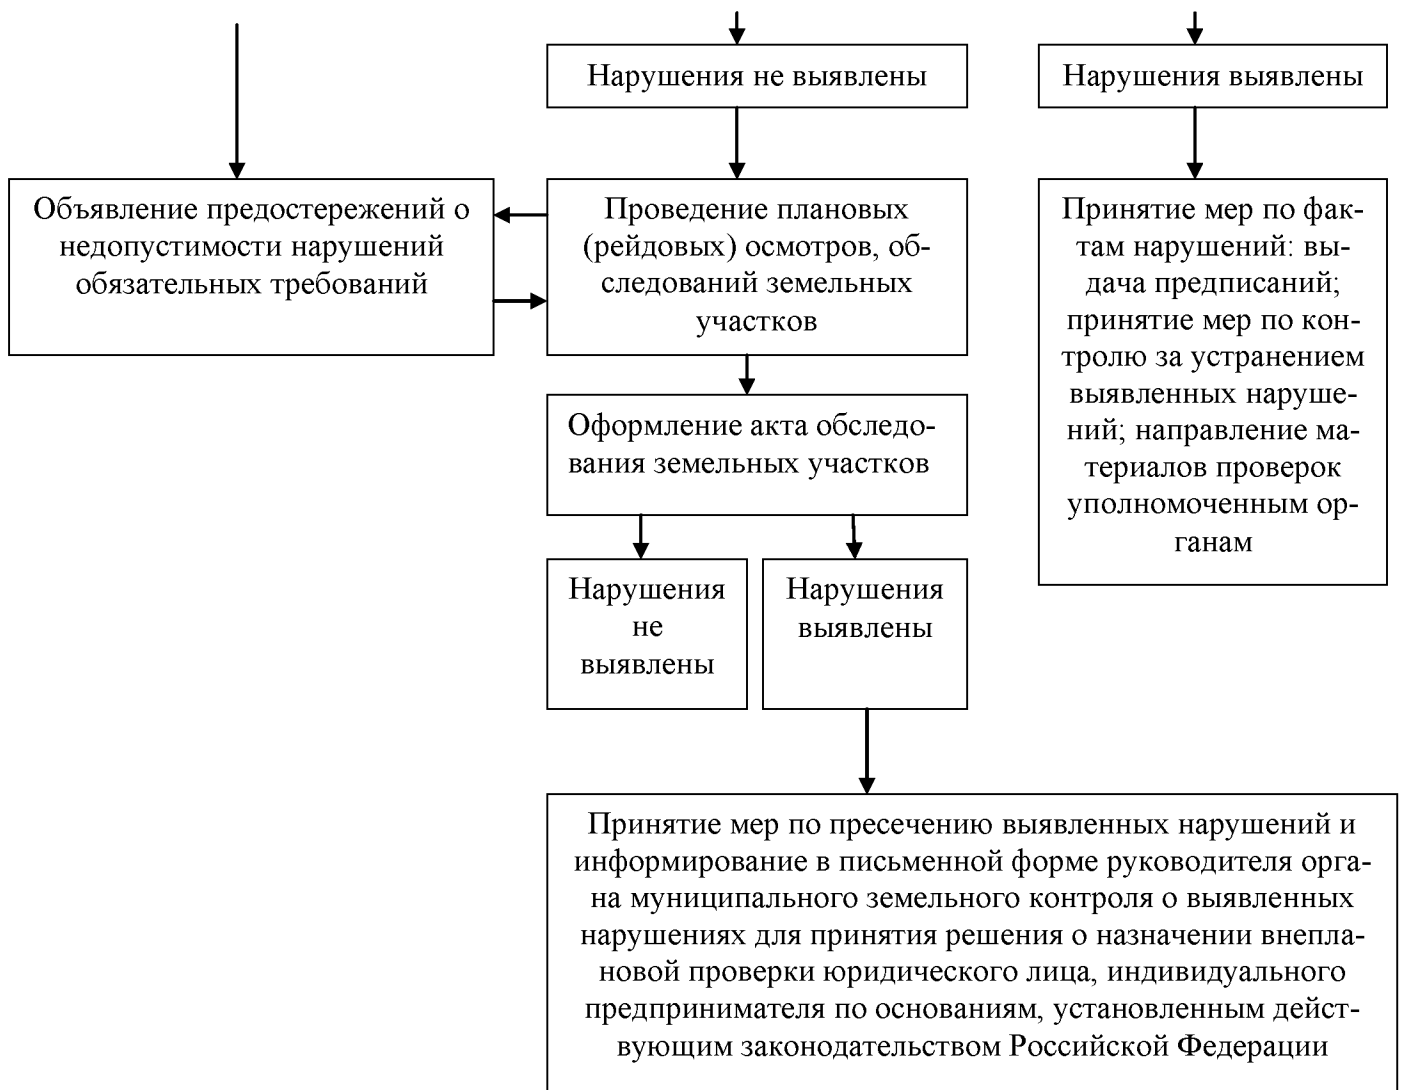 Нарушения не выявлены
Нарушения выявлены
Объявление предостережений о
недопустимости нарушений
обязательных требований
Проведение плановых
(рейдовых) осмотров, об-
следований земельных
участков
Принятие мер по фак-
там нарушений: вы-
дача предписаний;
принятие мер по кон-
тролю за устранением
выявленных наруше-
ний; направление ма-
териалов проверок
уполномоченным ор-
ганам
Оформление акта обследо-
вания земельных участков
Нарушения
не
выявлены
Нарушения
выявлены
Принятие мер по пресечению выявленных нарушений и
информирование в письменной форме руководителя орга-
на муниципального земельного контроля о выявленных
нарушениях для принятия решения о назначении внепла-
новой проверки юридического лица, индивидуального
предпринимателя по основаниям, установленным дейст-
вующим законодательством Российской Федерации